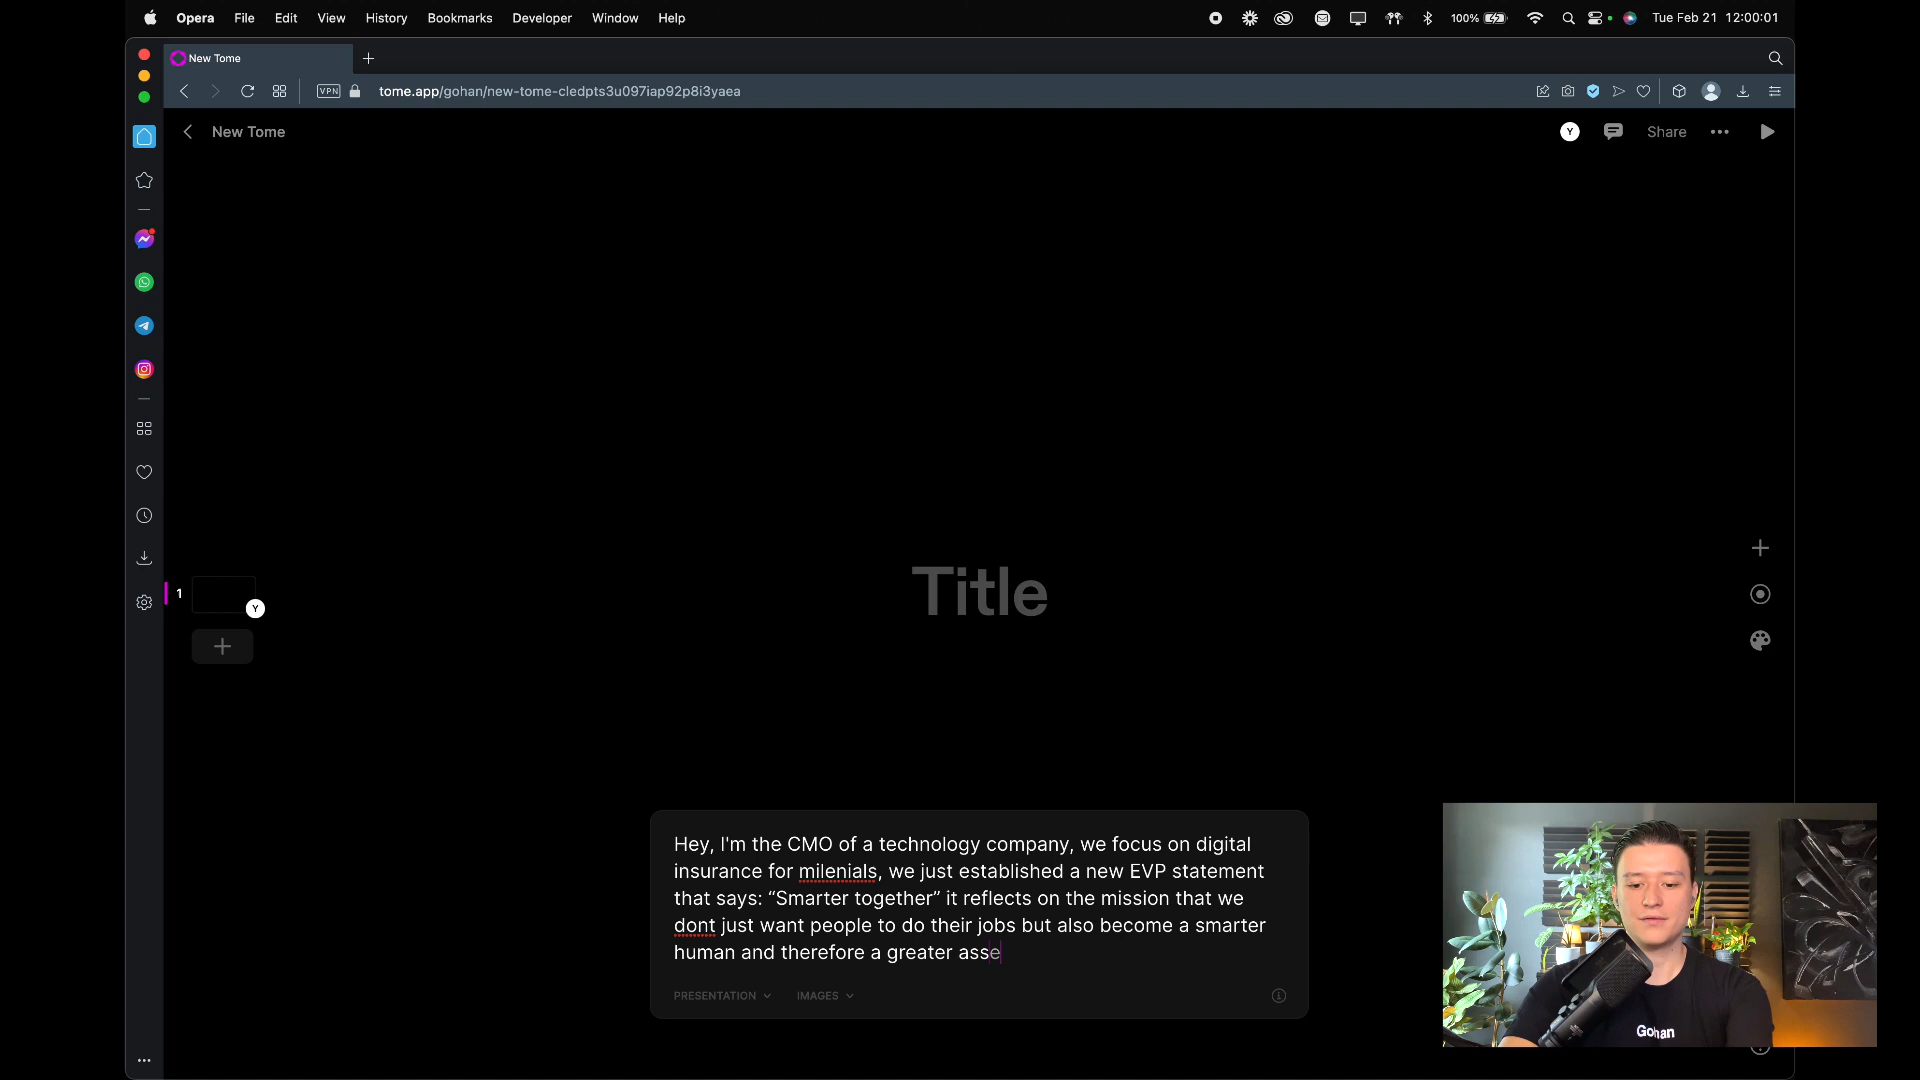 Opera File Edit View History Bookmarks Developer Window Help 100% Tue Feb 21 12:00:01
New Tome
VPN tome.app/gohan/new-tome-cledpts3u097iap92p8i3yaea
New Tome Y Share
Title
1
Y
Hey, I'm the CMO of a technology company, we focus on digital
insurance for milenials, we just established a new EVP statement
that says: “Smarter together” it reflects on the mission that we
dont just want people to do their jobs but also become a smarter
human and therefore a greater asse
PRESENTATION IMAGES
Gohan